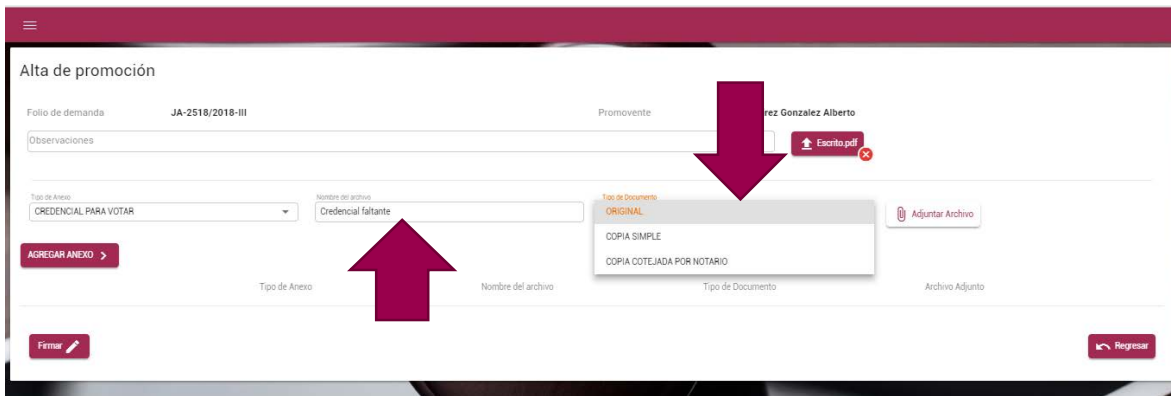 Alta de promoción
Folio de demanda JA-2518/2018-III Promovente rez Gonzalez Alberto
Observaciones Escrito.pdf
Tipo de Anexo Nombre del archivo Tipo de Documento
CREDENCIAL PARA VOTAR Credencial faltante ORIGINAL Adjuntar Archivo
COPIA SIMPLE
AGREGAR ANEXO COPIA COTEJADA POR NOTARIO
Tipo de Anexo Nombre del archivo Tipo de Documento Archivo Adjunto
Firmar Regresar